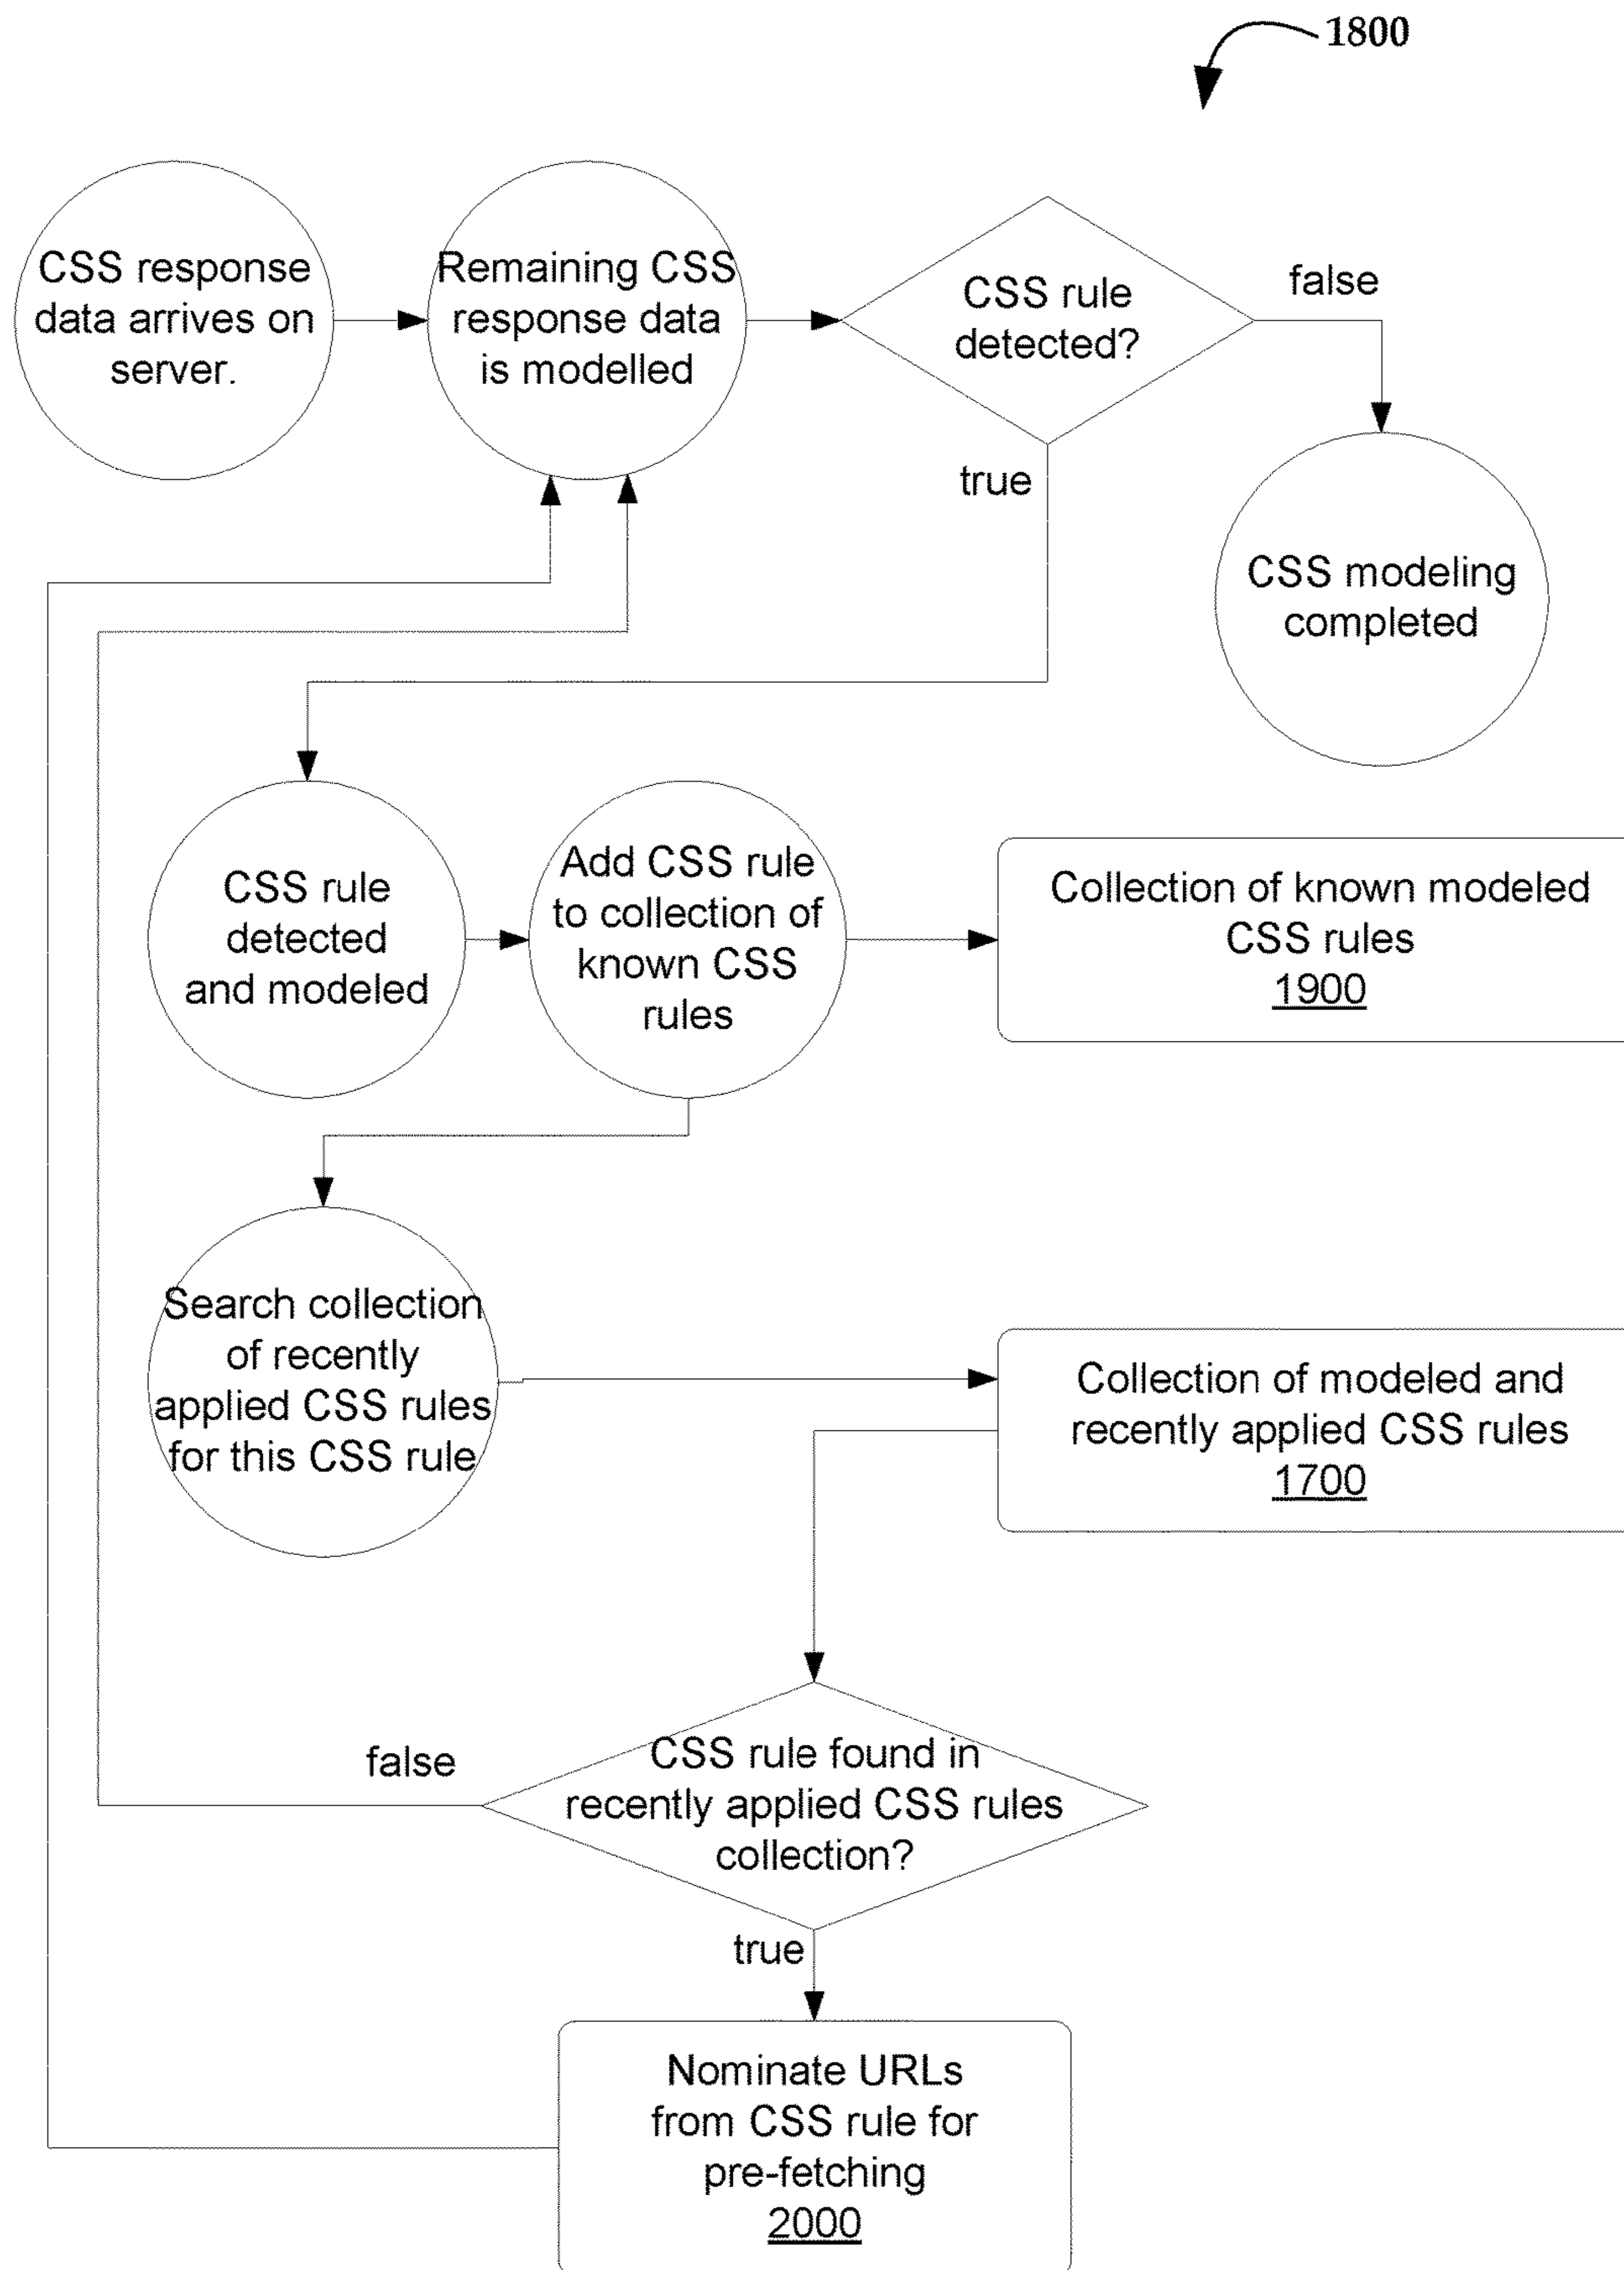 1800
CSS response
data arrives on
server.
Remaining CSS
response data
is modelled
CSS rule
detected?
false
true
CSS modeling
completed
CSS rule
detected
and modeled
Add CSS rule
to collection of
known CSS
rules
Collection of known modeled
CSS rules
1900
Search collection
of recently
applied CSS rules
for this CSS rule
Collection of modeled and
recently applied CSS rules
1700
false
CSS rule found in
recently applied CSS rules
collection?
true
Nominate URLs
from CSS rule for
pre-fetching
2000